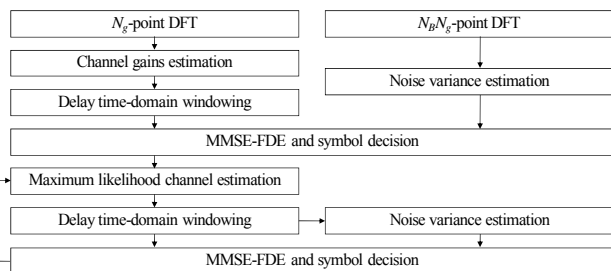 N_g-point DFT
N_BN_g-point DFT
Channel gains estimation
Noise variance estimation
Delay time-domain windowing
MMSE-FDE and symbol decision
Maximum likelihood channel estimation
Delay time-domain windowing
Noise variance estimation
MMSE-FDE and symbol decision